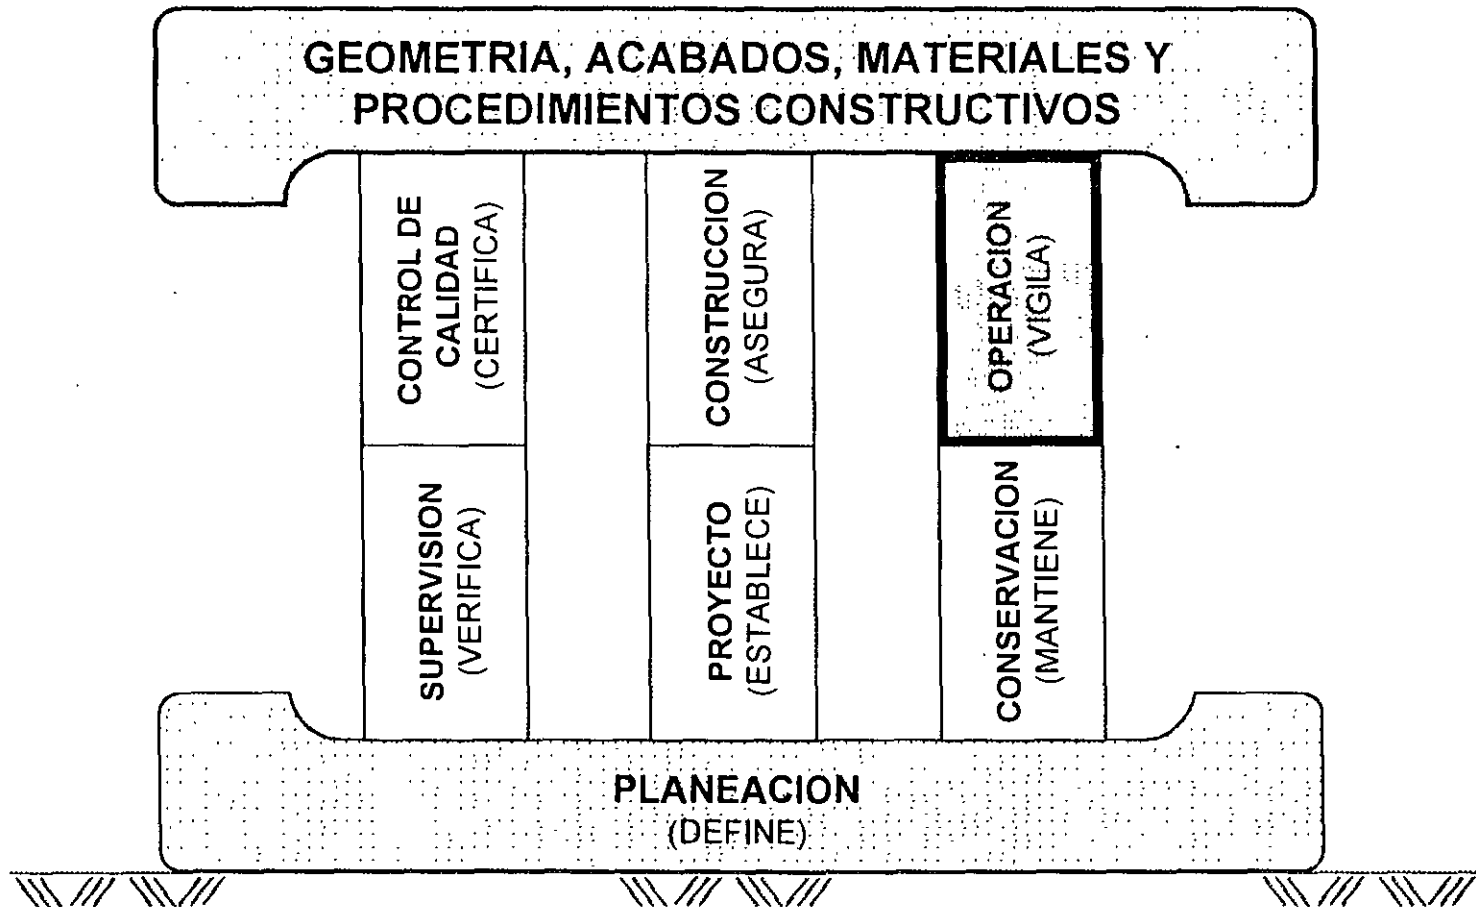 GEOMETRIA, ACABADOS, MATERIALES Y
PROCEDIMIENTOS CONSTRUCTIVOS
CONTROL DE
CALIDAD
(CERTIFICA)
CONSTRUCCION
(ASEGURA)
OPERACION
(VIGILA)
SUPERVISION
(VERIFICA)
PROYECTO
(ESTABLECE)
CONSERVACION
(MANTIENE)
PLANEACION
(DEFINE)